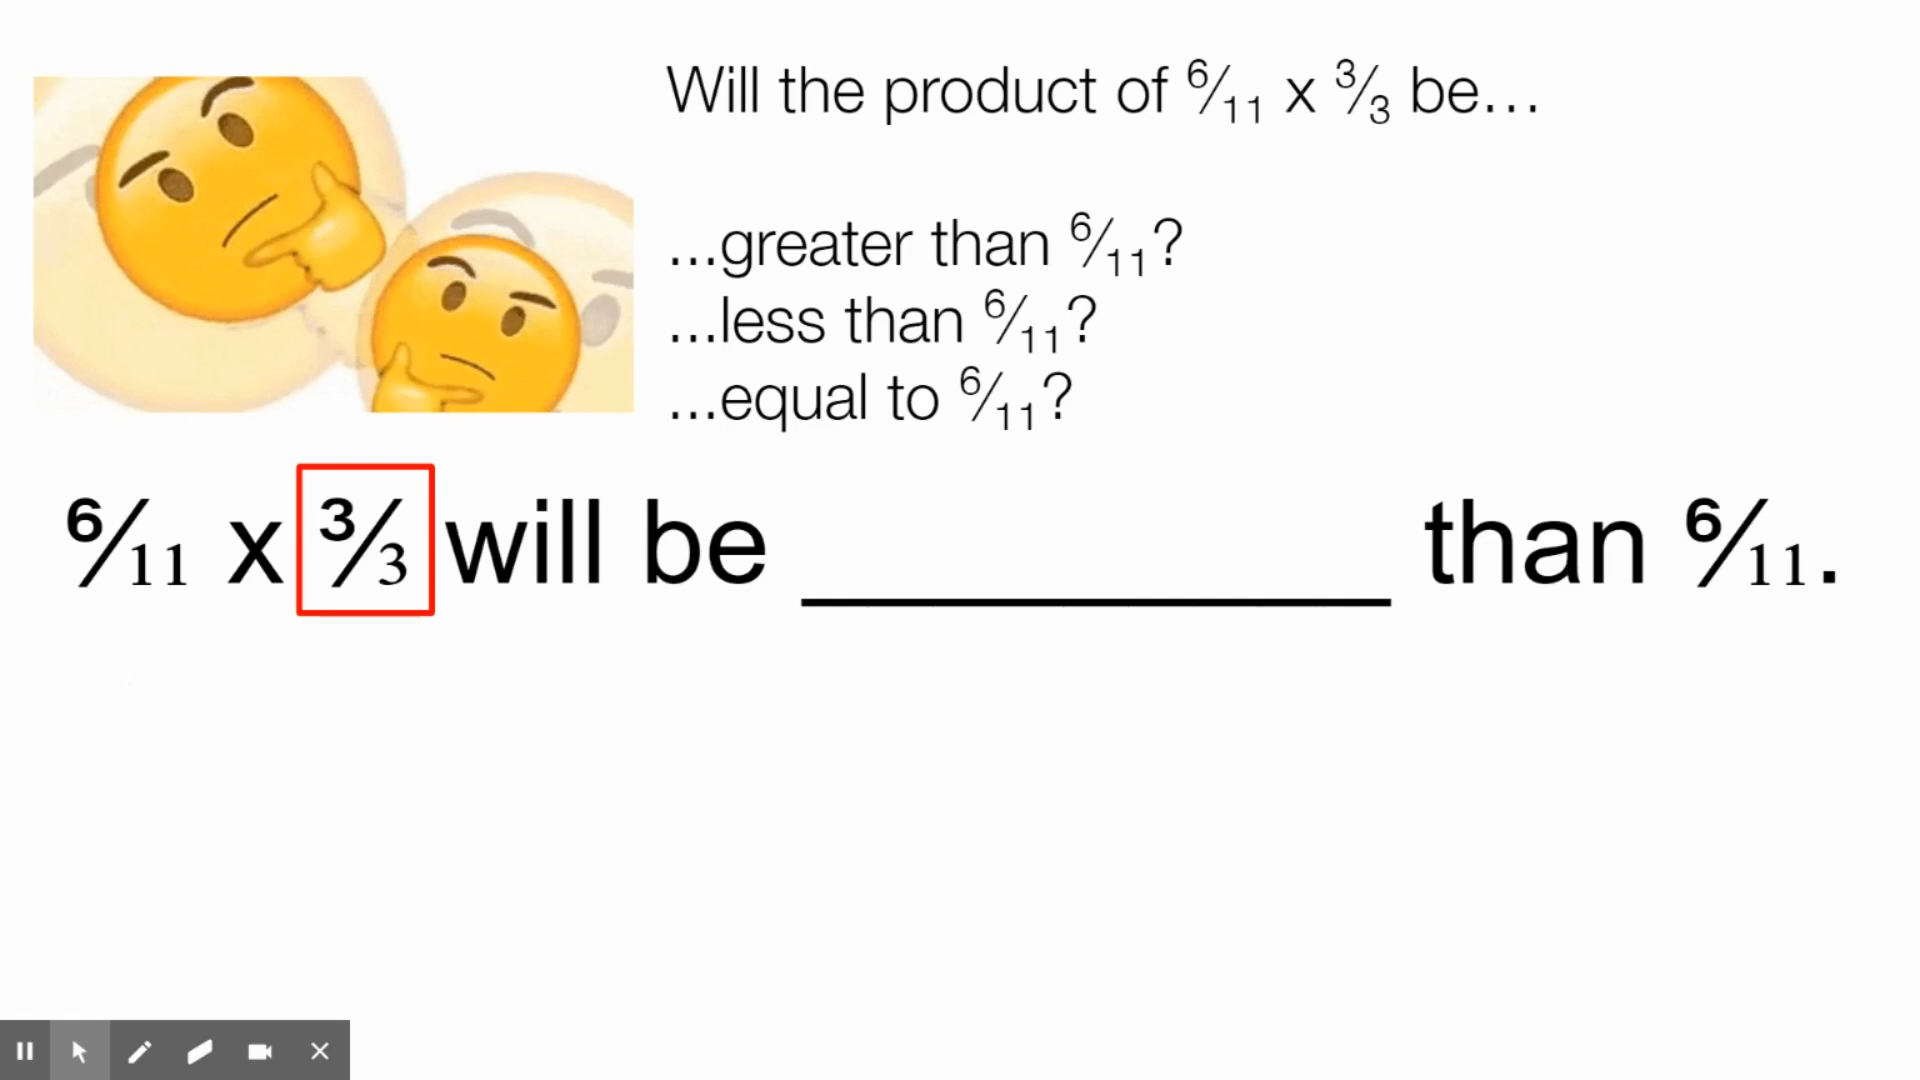 Will the product of 6⁄11 x 3⁄3 be…
...greater than 6⁄11?
...less than 6⁄11?
...equal to 6⁄11?
6⁄11 x 3⁄3 will be __________ than 6⁄11.